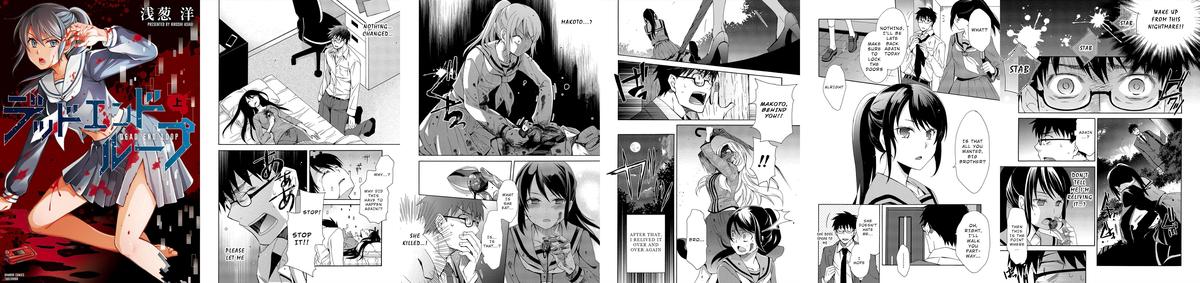 浅葱 洋
PRESENTED BY HIROSHI ASAGI
デッドエンド
ループ
上
DEAD END LOOP
NOTHING
CHANGED...
WHY...?
WHY DID
THIS
HAVE TO
HAPPEN
AGAIN!?
STOP!
STOP
IT!!
PLEASE
LET ME
MAKOTO...?
WHAT
IS SHE
EAT...
IS...
IS
THAT...?
SHE
KILLED...!
MAKOTO,
BEHIND
YOU!!
!!
AFTER THAT,
I RELIVED IT
OVER AND
OVER AGAIN
BRO...
WHAT?
NOTHING,
I'LL BE
LATE
BACK
AGAIN
TODAY
MAKE
SURE TO
LOCK
THE
DOORS
ALRIGHT
IS THAT
ALL YOU
WANTED,
BIG
BROTHER?
OH,
RIGHT,
I'LL
WALK YOU
PART-
WAY...
SHE
DOESN'T
HATE
ME...
I
HOPE
WAKE UP
FROM THIS
NIGHTMARE!!
STAB
STAB
STAB
AGAIN
...?
DON'T
TELL
ME I'M
RELIVING
IT...?
THEN
THIS IS
THE POINT
WHERE